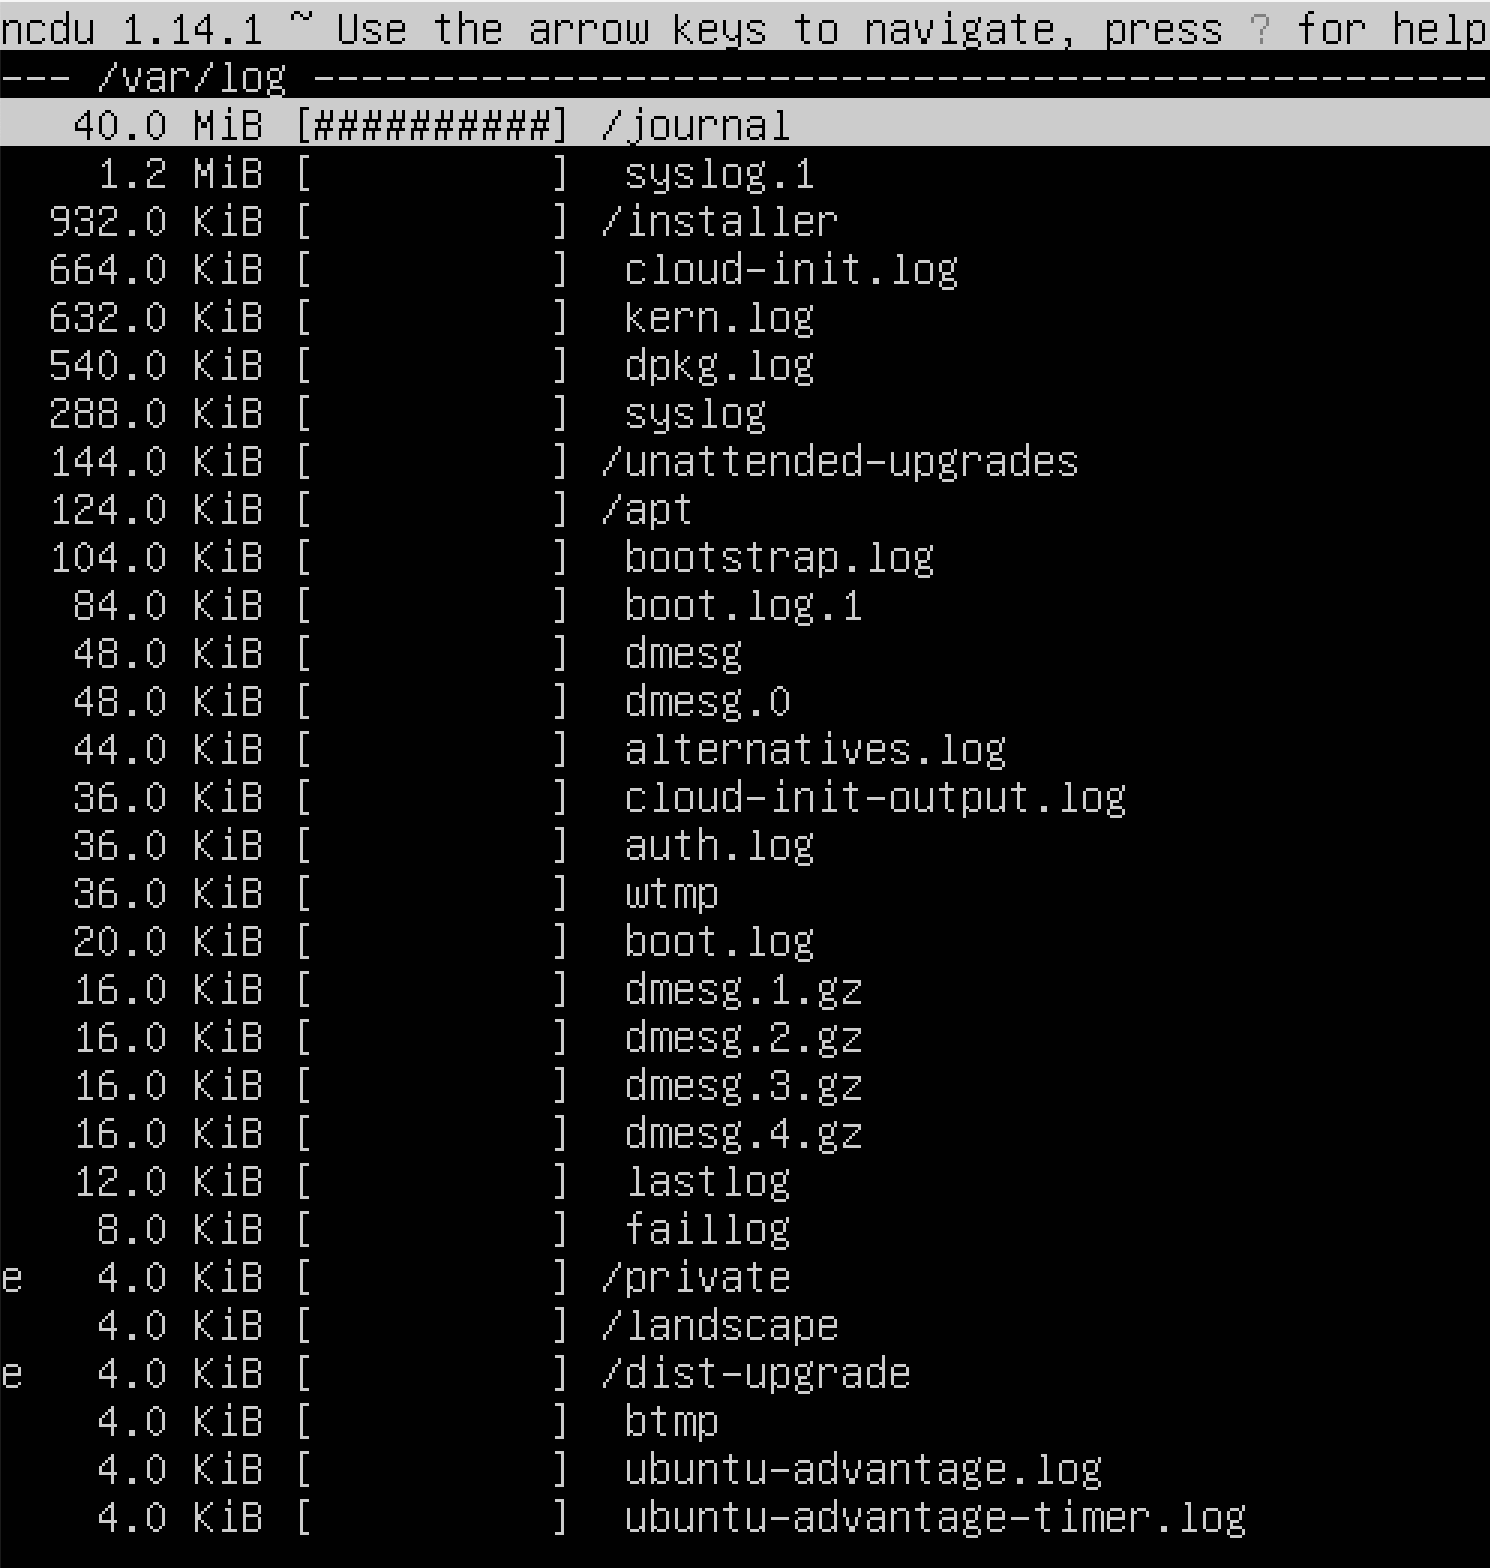 ncdu 1.14.1 ~ Use the arrow keys to navigate, press ? for help
--- /var/log -------------------------------------------------
   40.0 MiB [##########] /journal
    1.2 MiB [          ]  syslog.1
  932.0 KiB [          ] /installer
  664.0 KiB [          ]  cloud-init.log
  632.0 KiB [          ]  kern.log
  540.0 KiB [          ]  dpkg.log
  288.0 KiB [          ]  syslog
  144.0 KiB [          ] /unattended-upgrades
  124.0 KiB [          ] /apt
  104.0 KiB [          ]  bootstrap.log
   84.0 KiB [          ]  boot.log.1
   48.0 KiB [          ]  dmesg
   48.0 KiB [          ]  dmesg.0
   44.0 KiB [          ]  alternatives.log
   36.0 KiB [          ]  cloud-init-output.log
   36.0 KiB [          ]  auth.log
   36.0 KiB [          ]  wtmp
   20.0 KiB [          ]  boot.log
   16.0 KiB [          ]  dmesg.1.gz
   16.0 KiB [          ]  dmesg.2.gz
   16.0 KiB [          ]  dmesg.3.gz
   16.0 KiB [          ]  dmesg.4.gz
   12.0 KiB [          ]  lastlog
    8.0 KiB [          ]  faillog
e   4.0 KiB [          ] /private
    4.0 KiB [          ] /landscape
e   4.0 KiB [          ] /dist-upgrade
    4.0 KiB [          ]  btmp
    4.0 KiB [          ]  ubuntu-advantage.log
    4.0 KiB [          ]  ubuntu-advantage-timer.log